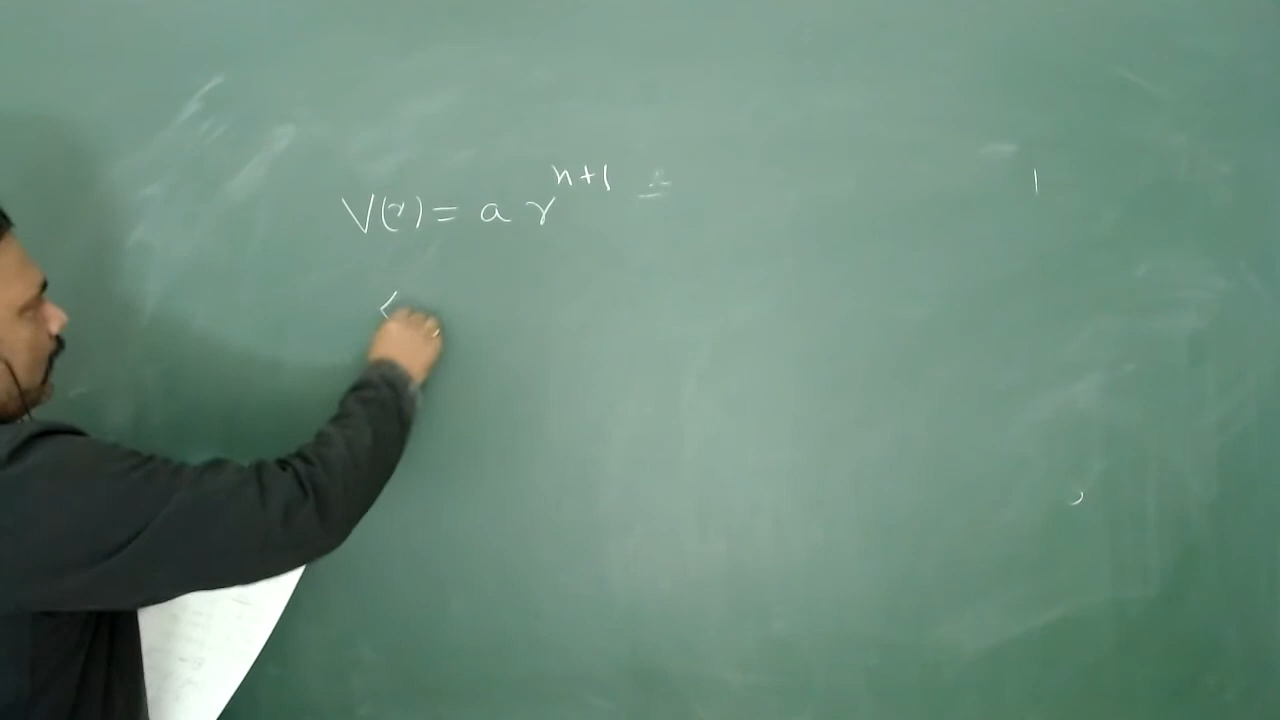 V(r) = a r^{n+1}
<